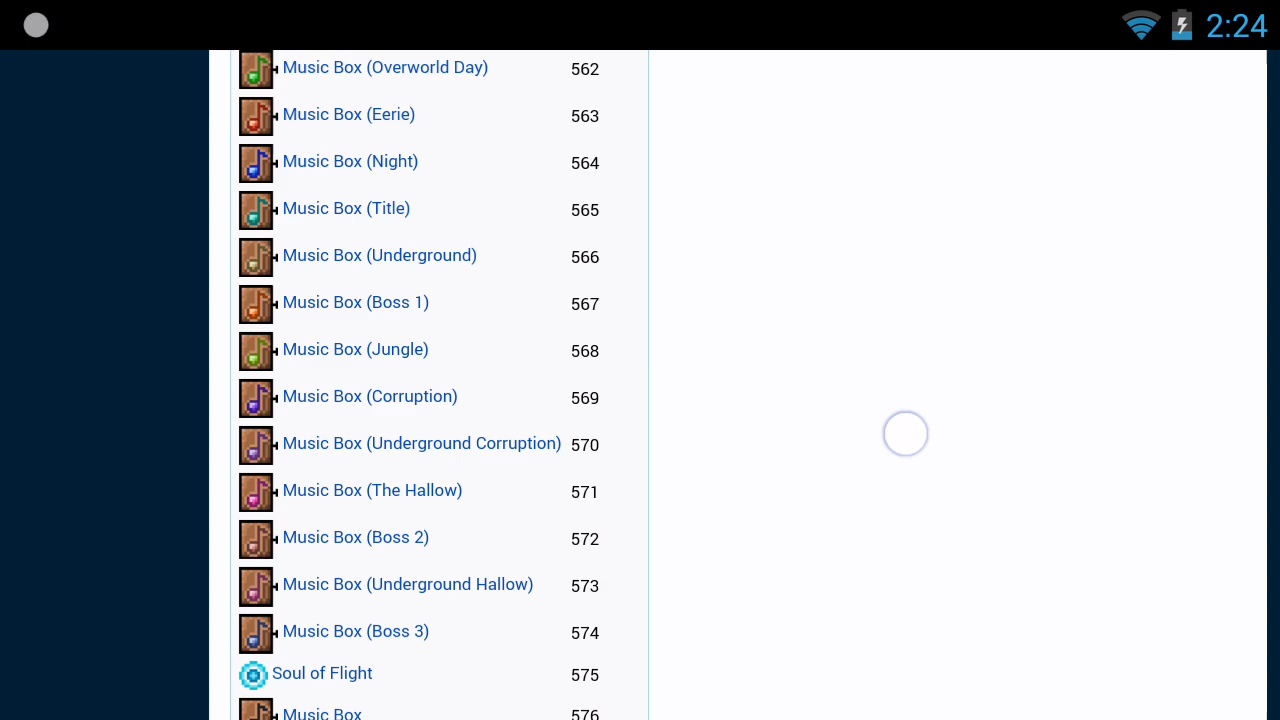 2:24
Music Box (Overworld Day) 562
Music Box (Eerie) 563
Music Box (Night) 564
Music Box (Title) 565
Music Box (Underground) 566
Music Box (Boss 1) 567
Music Box (Jungle) 568
Music Box (Corruption) 569
Music Box (Underground Corruption) 570
Music Box (The Hallow) 571
Music Box (Boss 2) 572
Music Box (Underground Hallow) 573
Music Box (Boss 3) 574
Soul of Flight 575
Music Box 576